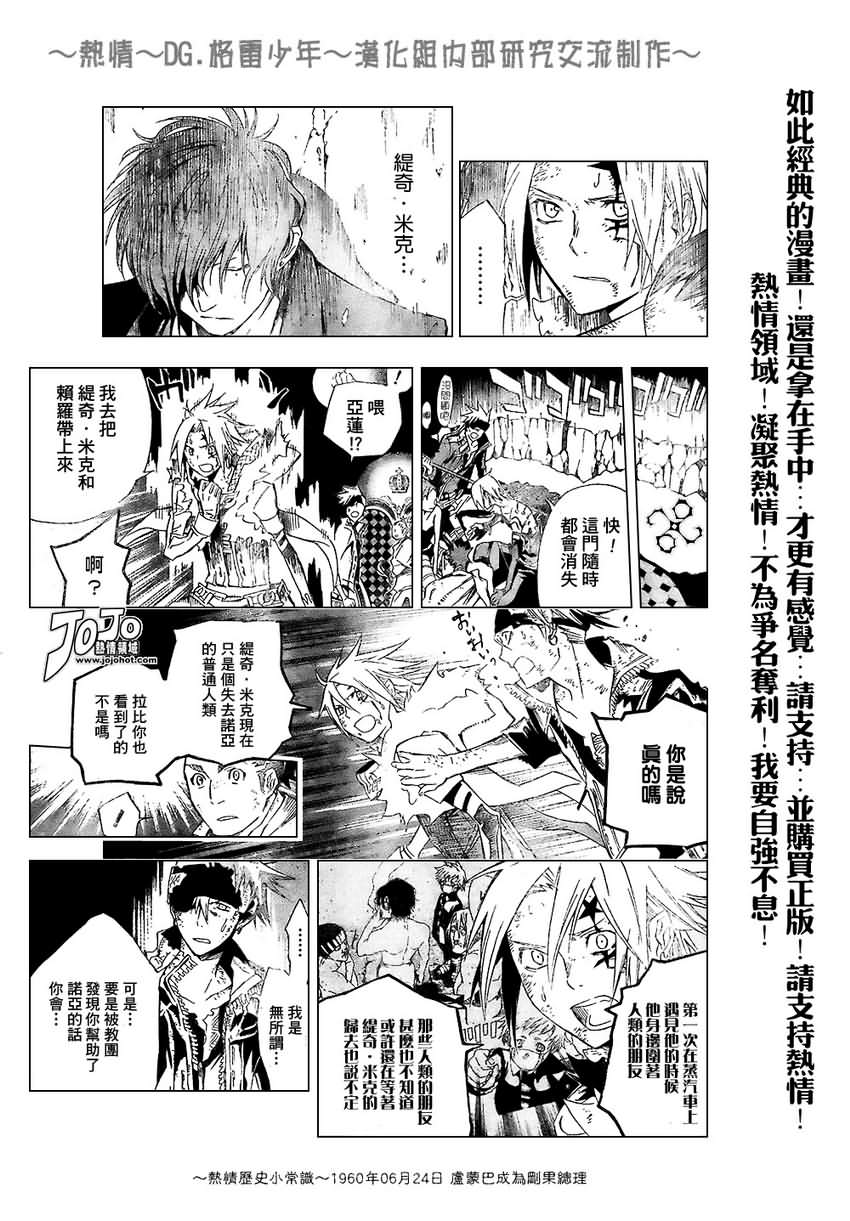 ～熱情～DG.格雷少年～漢化組內部研究交流制作～
如此經典的漫畫！還是拿在手中…才更有感覺…請支持…並購買正版！請支持熱情！
熱情領域！凝聚熱情！不為爭名奪利！我要自強不息！
………
緹奇·米克…
快！
這門隨時
都會消失
喂
亞蓮!?
我去把
緹奇·米克和
賴羅帶上來
啊？
JOJO
熱情領域
www.jojohot.com
你是說
真的嗎
緹奇·米克現在
只是個失去諾亞
的普通人類
拉比你也
看到了的
不是嗎
…！
第一次在蒸汽車上
遇見他的時候
他身邊圍著
人類的朋友
那些人類的朋友
甚麼也不知道
或許還在等著
緹奇·米克的
歸去也說不定
我是
無所謂…
可是…
要是被教團
發現你幫助了
諾亞的話
你會…
～熱情歷史小常識～1960年06月24日 盧蒙巴成為剛果總理